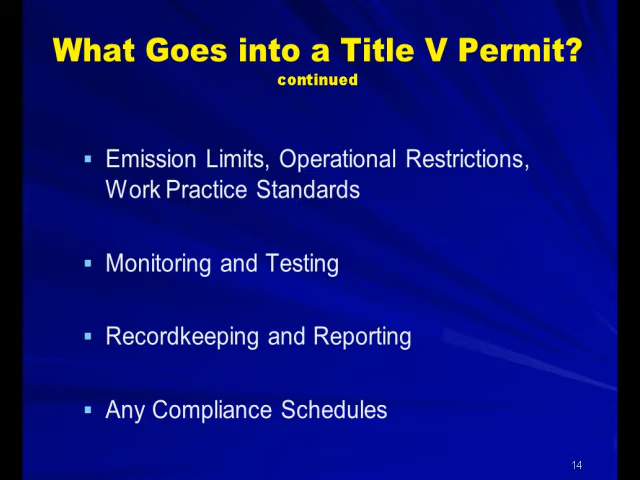 What Goes into a Title V Permit?
continued
▪ Emission Limits, Operational Restrictions,
Work Practice Standards
▪ Monitoring and Testing
▪ Recordkeeping and Reporting
▪ Any Compliance Schedules
14